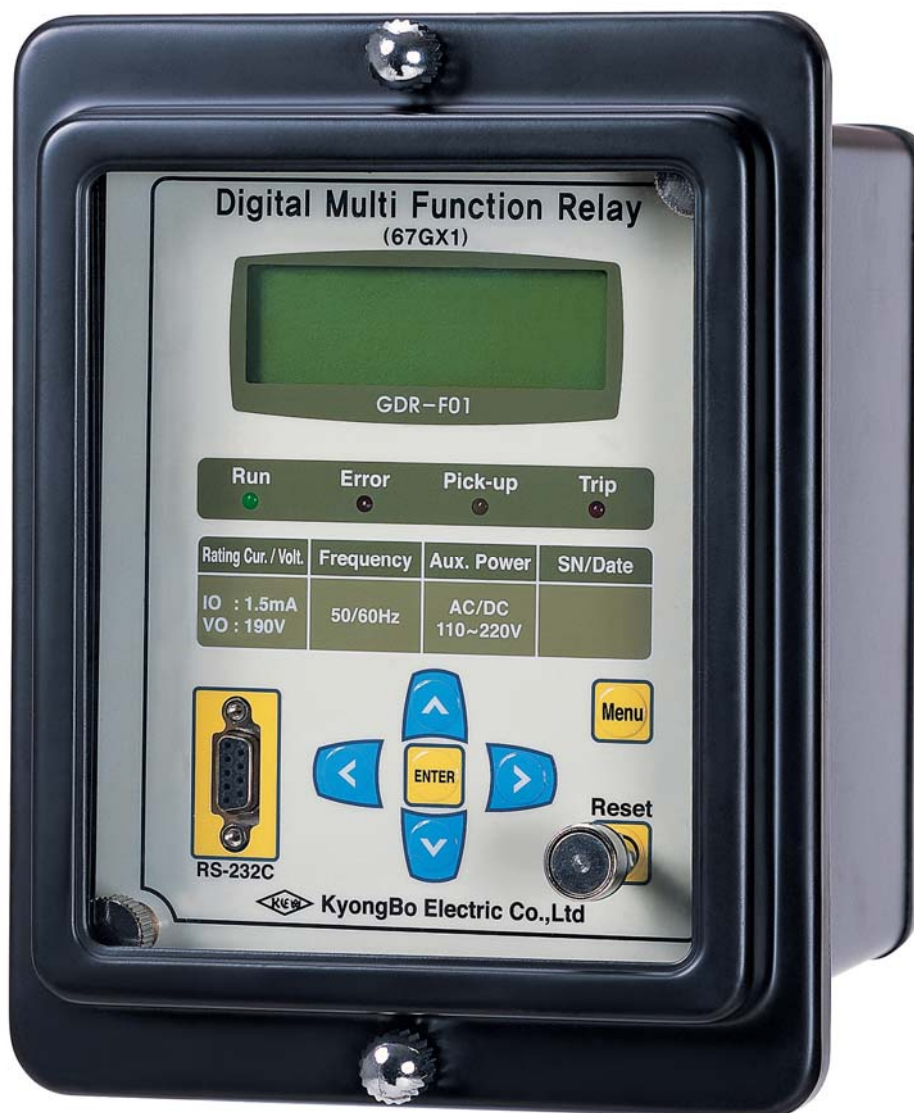 Digital Multi Function Relay
(67GX1)
GDR-F01
Run Error Pick-up Trip
Rating Cur. / Volt. Frequency Aux. Power SN/Date
IO : 1.5mA
VO : 190V
50/60Hz
AC/DC
110~220V
Menu
ENTER
Reset
RS-232C
KyongBo Electric Co.,Ltd